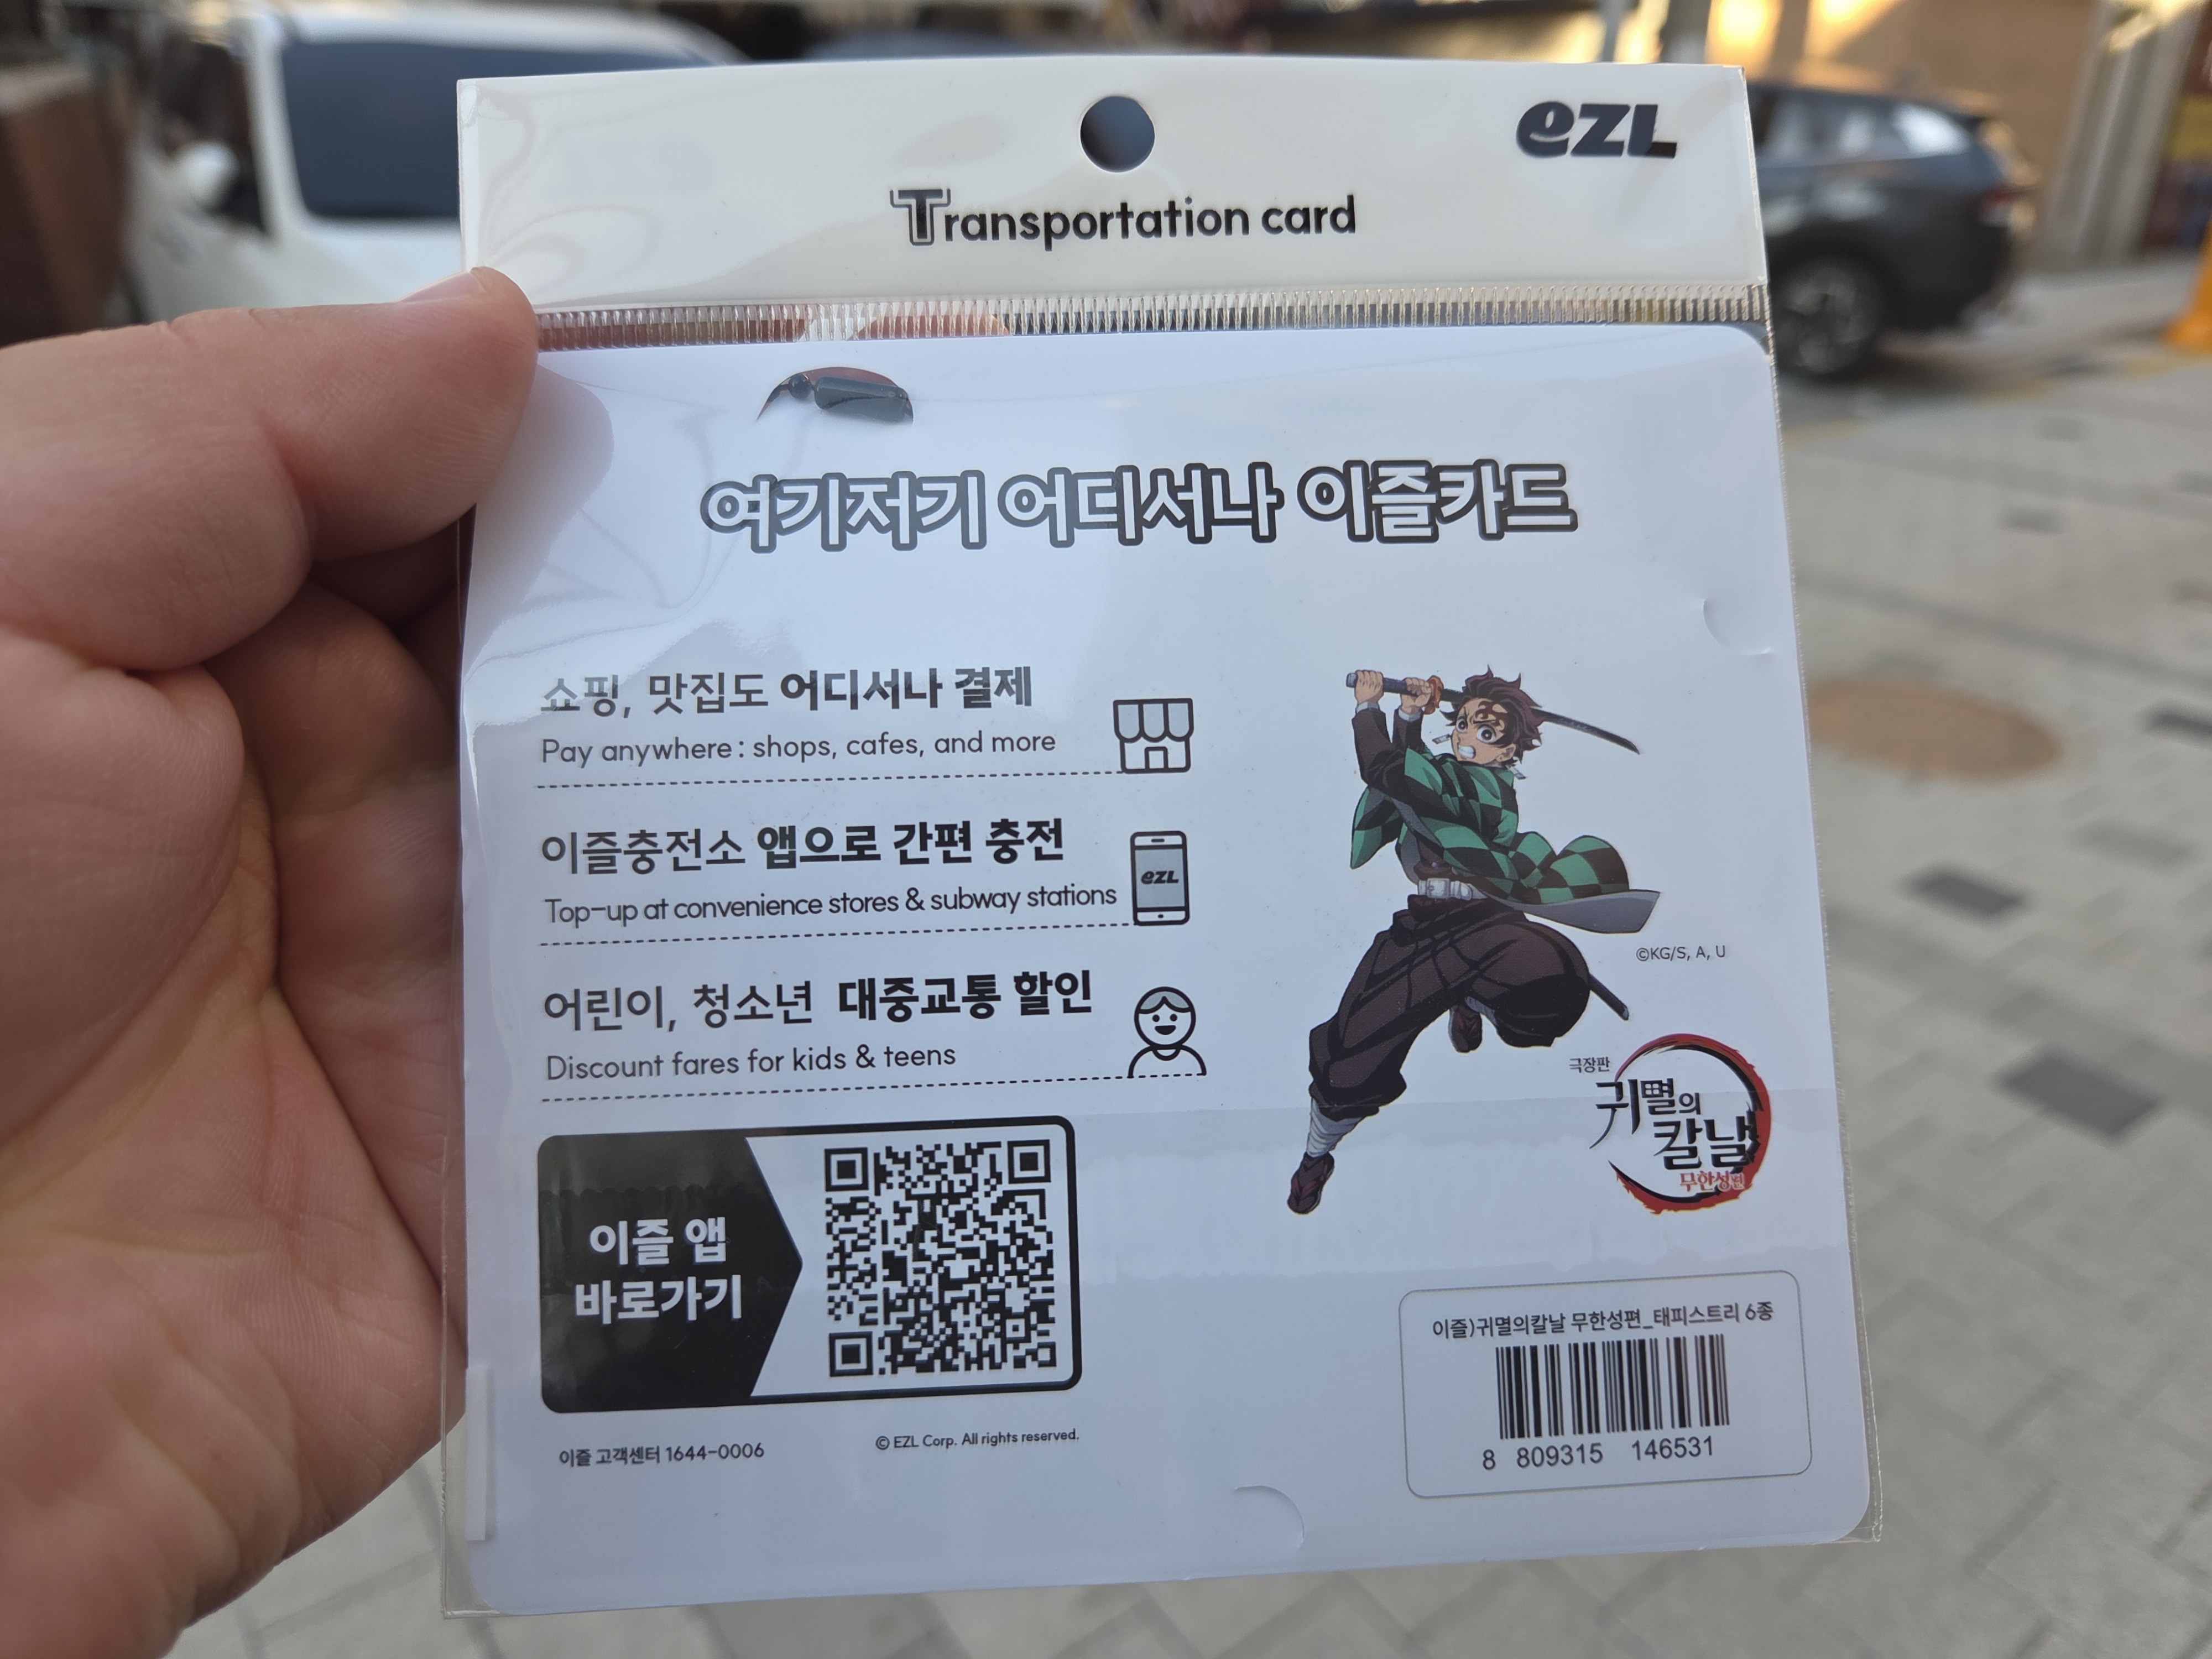 eZL
Transportation card
여기저기 어디서나 이즐카드
쇼핑, 맛집도 어디서나 결제
Pay anywhere : shops, cafes, and more
이즐충전소 앱으로 간편 충전
eZL
Top-up at convenience stores & subway stations
어린이, 청소년 대중교통 할인
Discount fares for kids & teens
©KG/S, A, U
극장판
귀멸의
칼날
무한성편
이즐 앱
바로가기
이즐 고객센터 1644-0006
© EZL Corp. All rights reserved.
이즐)귀멸의칼날 무한성편_태피스트리 6종
8 809315 146531